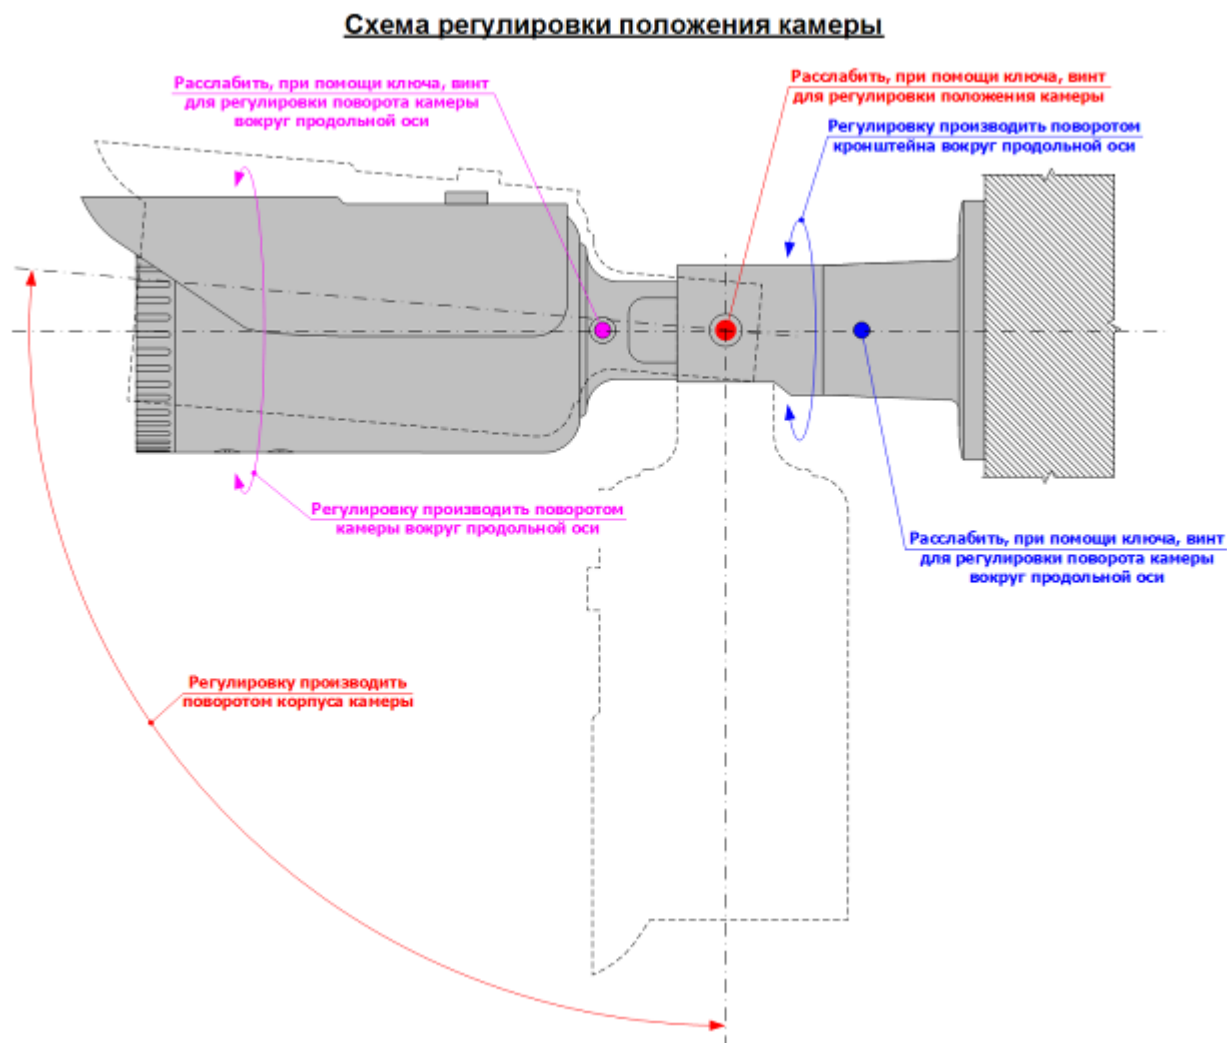 Схема регулировки положения камеры
Расслабить, при помощи ключа, винт
для регулировки поворота камеры
вокруг продольной оси
Расслабить, при помощи ключа, винт
для регулировки положения камеры
Регулировку производить поворотом
кронштейна вокруг продольной оси
Регулировку производить поворотом
камеры вокруг продольной оси
Расслабить, при помощи ключа, винт
для регулировки поворота камеры
вокруг продольной оси
Регулировку производить
поворотом корпуса камеры